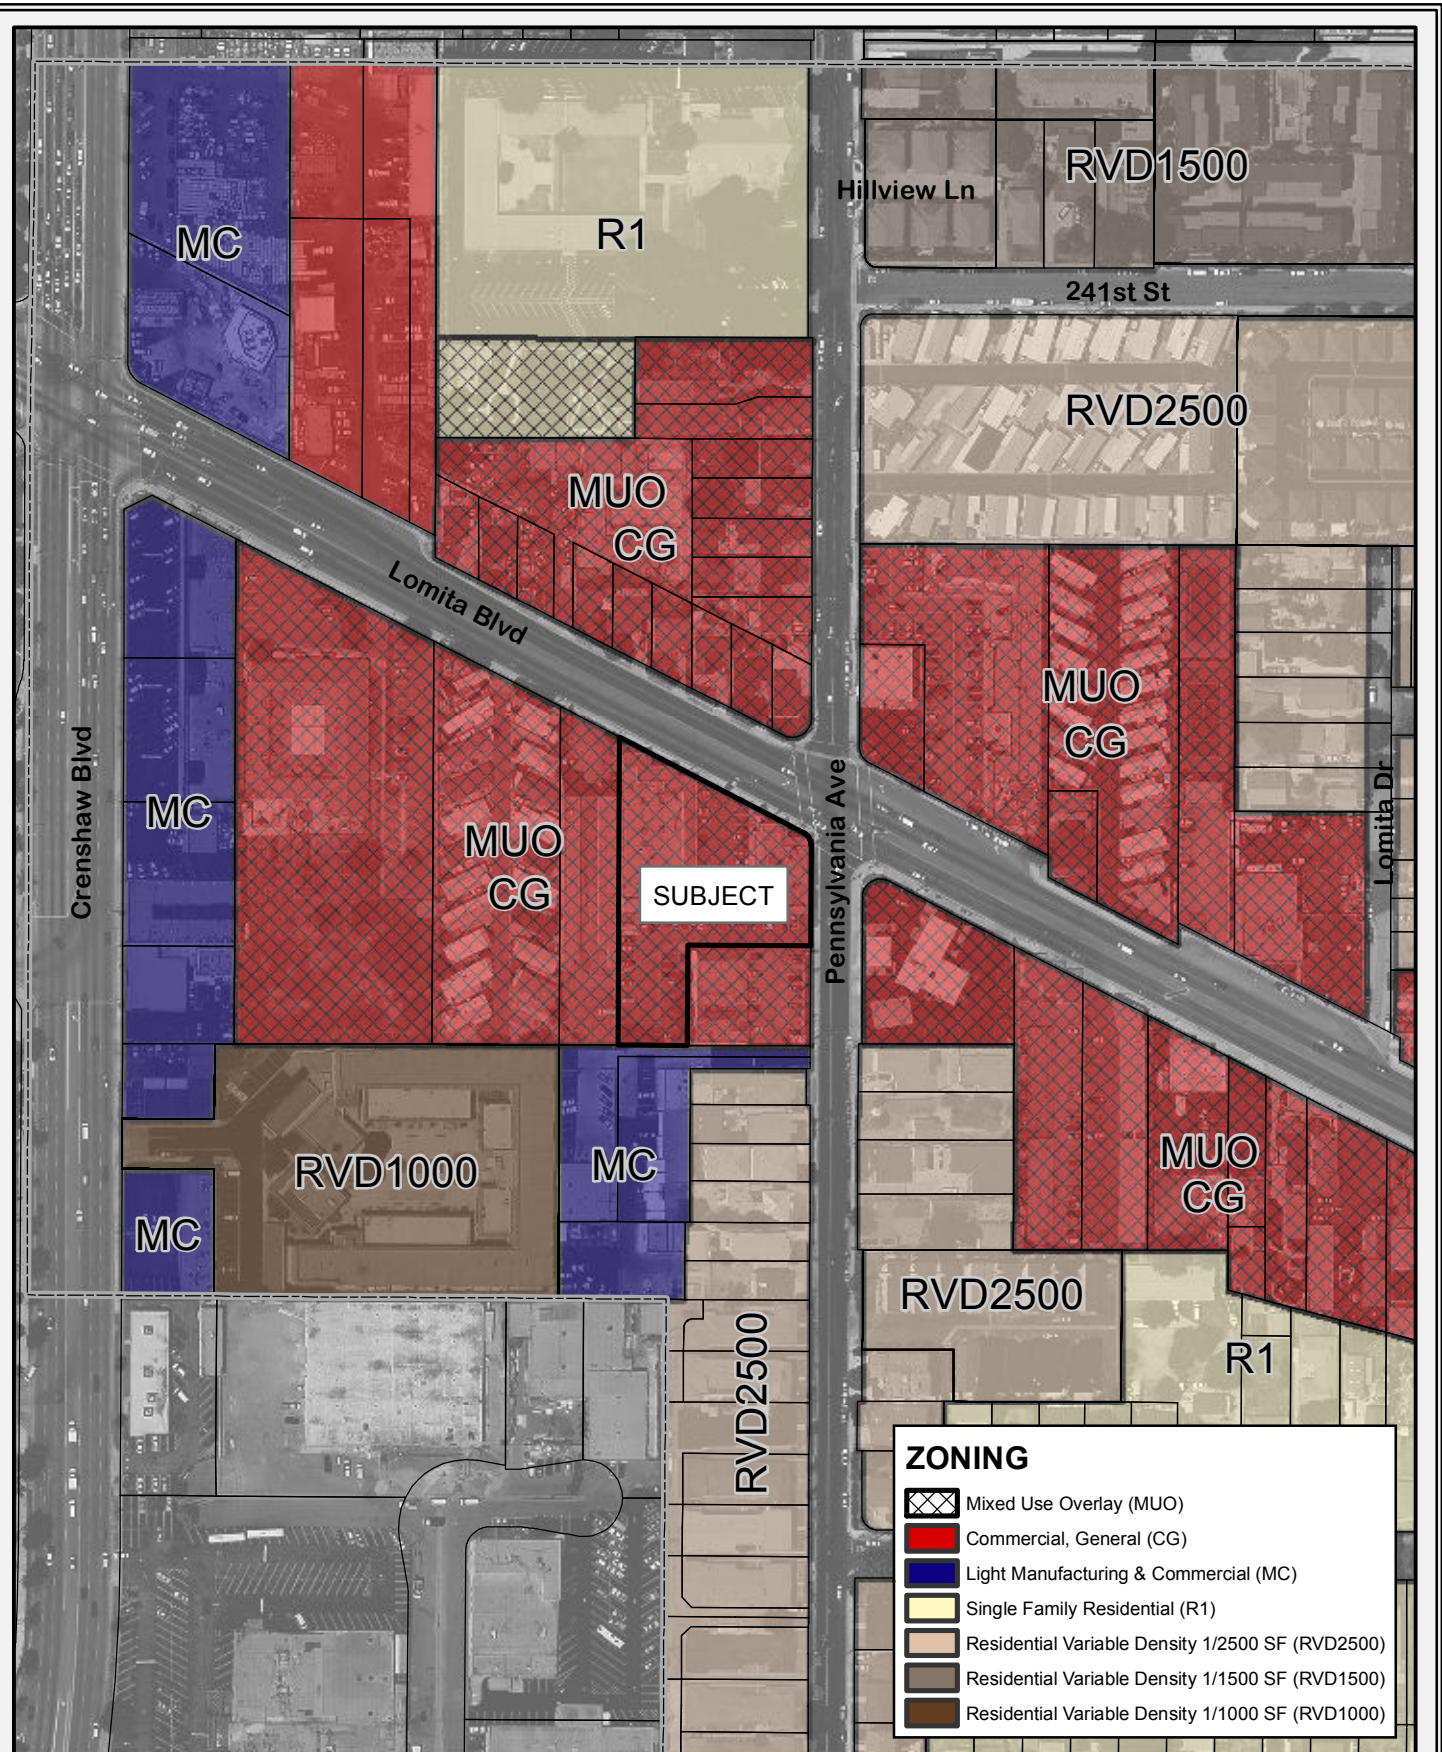 RVD1500
Hillview Ln
MC
R1
241st St
RVD2500
MUO
CG
Lomita Blvd
MUO
CG
Crenshaw Blvd
MC
MUO
CG
SUBJECT
Pennsylvania Ave
Lomita Dr
RVD1000
MC
MC
MUO
CG
RVD2500
RVD2500
R1
ZONING
Mixed Use Overlay (MUO)
Commercial, General (CG)
Light Manufacturing & Commercial (MC)
Single Family Residential (R1)
Residential Variable Density 1/2500 SF (RVD2500)
Residential Variable Density 1/1500 SF (RVD1500)
Residential Variable Density 1/1000 SF (RVD1000)